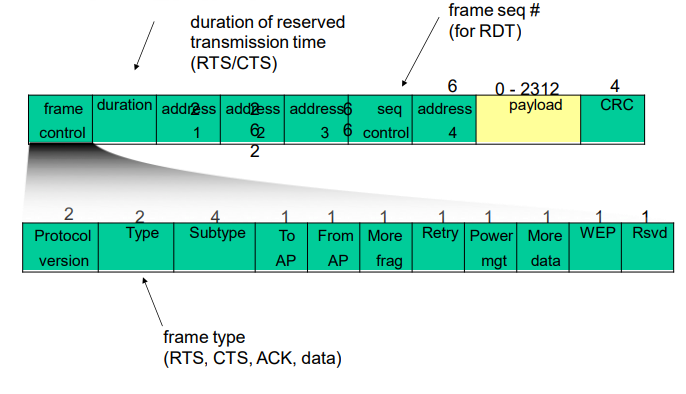 duration of reserved
transmission time
(RTS/CTS)
frame seq #
(for RDT)
6 0 - 2312 4
frame duration address address address seq address payload CRC
control 1 2 3 control 4
2 2 6
6 6
2
2 2 4 1 1 1 1 1 1 1 1
Protocol Type Subtype To From More Retry Power More WEP Rsvd
version AP AP frag mgt data
frame type
(RTS, CTS, ACK, data)